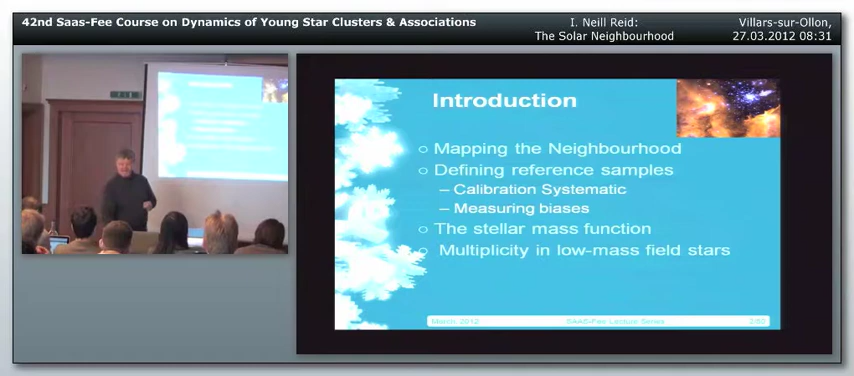 42nd Saas-Fee Course on Dynamics of Young Star Clusters & Associations
I. Neill Reid:
The Solar Neighbourhood
Villars-sur-Ollon,
27.03.2012 08:31
Introduction
Mapping the Neighbourhood
Defining reference samples
– Calibration Systematic
– Measuring biases
The stellar mass function
Multiplicity in low-mass field stars
March, 2012
SAAS-Fee Lecture Series